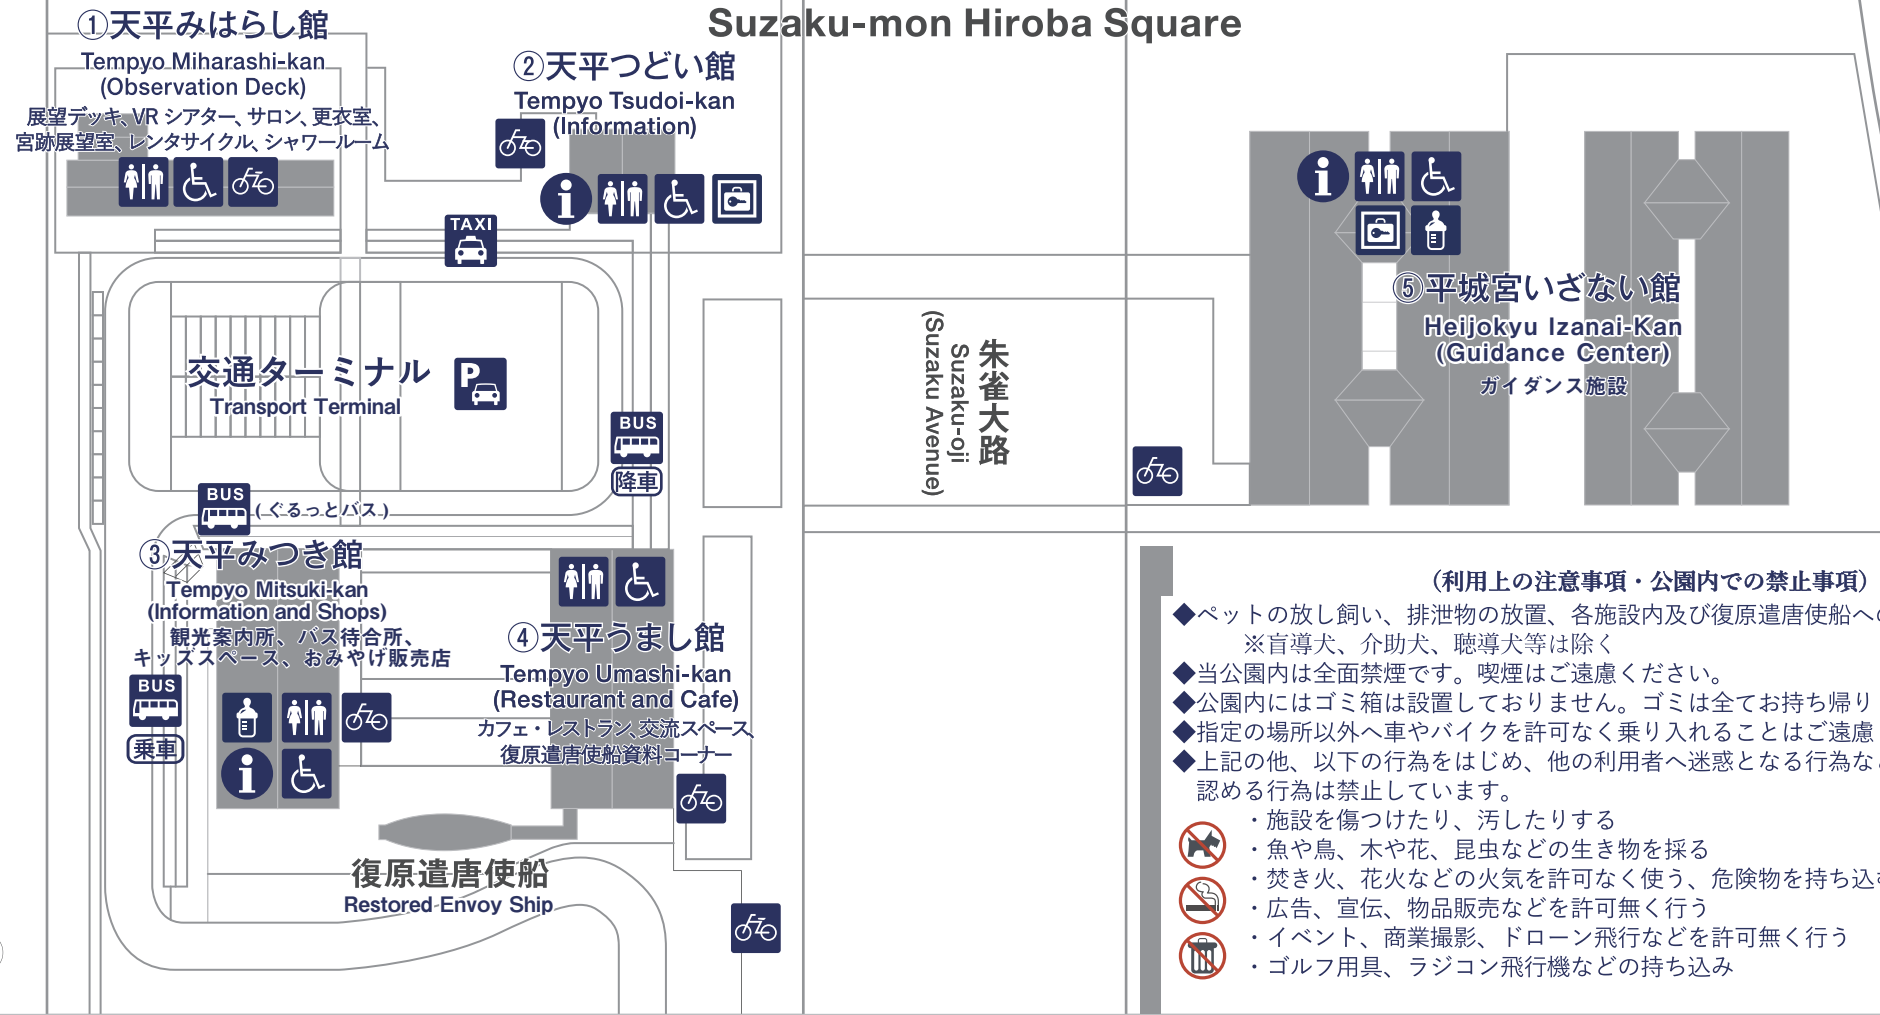 Suzaku-mon Hiroba Square
①天平みはらし館
Tempyo Miharashi-kan
(Observation Deck)
展望デッキ、VR シアター、サロン、更衣室、
宮跡展望室、レンタサイクル、シャワールーム
②天平つどい館
Tempyo Tsudoi-kan
(Information)
i
TAXI
交通ターミナル
Transport Terminal
P
BUS
降車
BUS
(ぐるっとバス)
③天平みつき館
Tempyo Mitsuki-kan
(Information and Shops)
観光案内所、バス待合所、
キッズスペース、おみやげ販売店
BUS
乗車
i
④天平うまし館
Tempyo Umashi-kan
(Restaurant and Cafe)
カフェ・レストラン、交流スペース、
復原遣唐使船資料コーナー
復原遣唐使船
Restored Envoy Ship
朱雀大路
Suzaku-oji
(Suzaku Avenue)
i
⑤平城宮いざない館
Heijokyu Izanai-Kan
(Guidance Center)
ガイダンス施設
（利用上の注意事項・公園内での禁止事項）
◆ペットの放し飼い、排泄物の放置、各施設内及び復原遣唐使船への
※盲導犬、介助犬、聴導犬等は除く
◆当公園内は全面禁煙です。喫煙はご遠慮ください。
◆公園内にはゴミ箱は設置しておりません。ゴミは全てお持ち帰り
◆指定の場所以外へ車やバイクを許可なく乗り入れることはご遠慮
◆上記の他、以下の行為をはじめ、他の利用者へ迷惑となる行為など
認める行為は禁止しています。
・施設を傷つけたり、汚したりする
・魚や鳥、木や花、昆虫などの生き物を採る
・焚き火、花火などの火気を許可なく使う、危険物を持ち込む
・広告、宣伝、物品販売などを許可無く行う
・イベント、商業撮影、ドローン飛行などを許可無く行う
・ゴルフ用具、ラジコン飛行機などの持ち込み